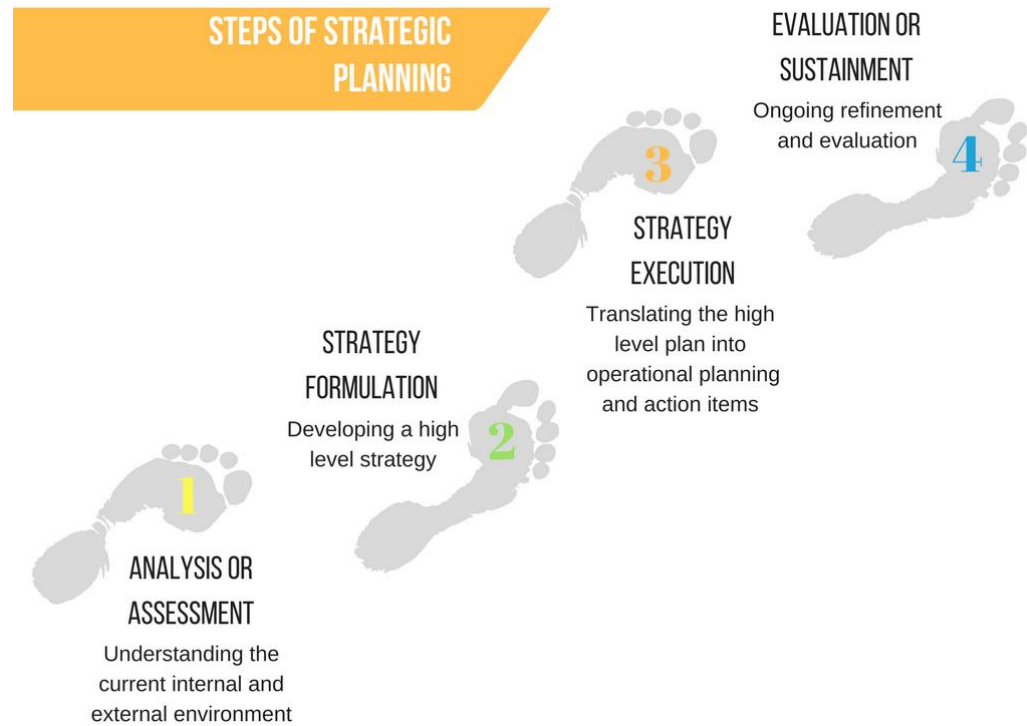 STEPS OF STRATEGIC
PLANNING
1
ANALYSIS OR
ASSESSMENT
Understanding the
current internal and
external environment
2
STRATEGY
FORMULATION
Developing a high
level strategy
3
STRATEGY
EXECUTION
Translating the high
level plan into
operational planning
and action items
4
EVALUATION OR
SUSTAINMENT
Ongoing refinement
and evaluation